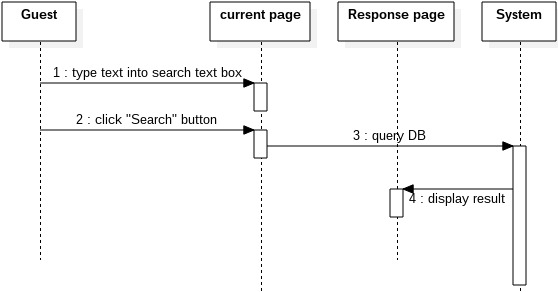 Guest
current page
Response page
System
1 : type text into search text box
2 : click "Search" button
3 : query DB
4 : display result